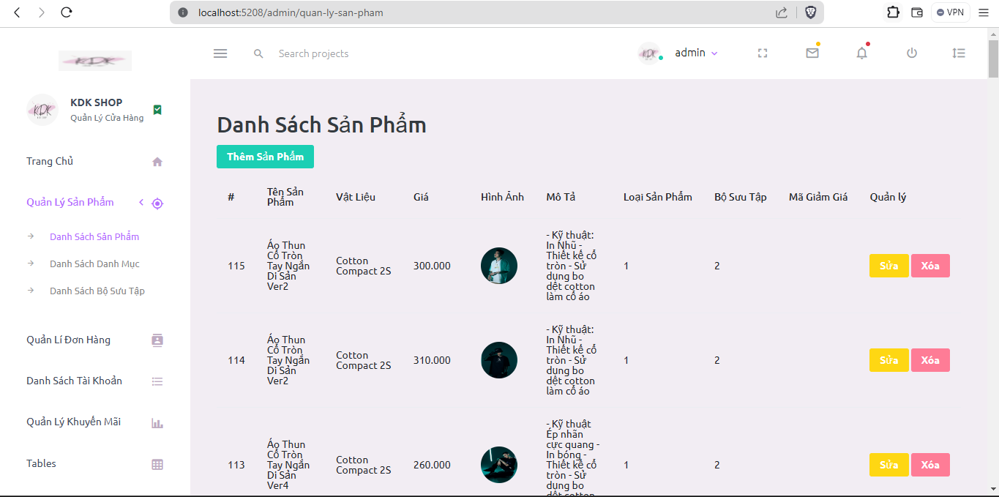 localhost:5208/admin/quan-ly-san-pham
VPN
KDK
Search projects
KDK
admin
KDK
KDK SHOP
Quản Lý Cửa Hàng
Trang Chủ
Quản Lý Sản Phẩm
Danh Sách Sản Phẩm
Danh Sách Danh Mục
Danh Sách Bộ Sưu Tập
Quản Lí Đơn Hàng
Danh Sách Tài Khoản
Quản Lý Khuyến Mãi
Tables
Danh Sách Sản Phẩm
Thêm Sản Phẩm
# Tên Sản Phẩm Vật Liệu Giá Hình Ảnh Mô Tả Loại Sản Phẩm Bộ Sưu Tập Mã Giảm Giá Quản lý
115
Áo Thun
Cổ Tròn
Tay Ngắn
Di Sản
Ver2
Cotton
Compact 2S
300.000
- Kỹ thuật:
In Nhũ -
Thiết kế cổ
tròn - Sử
dụng bo
dệt cotton
làm cổ áo
1
2
Sửa
Xóa
114
Áo Thun
Cổ Tròn
Tay Ngắn
Di Sản
Ver2
Cotton
Compact 2S
310.000
- Kỹ thuật:
In Nhũ -
Thiết kế cổ
tròn - Sử
dụng bo
dệt cotton
làm cổ áo
1
2
Sửa
Xóa
113
Áo Thun
Cổ Tròn
Tay Ngắn
Di Sản
Ver4
Cotton
Compact 2S
260.000
- Kỹ thuật
Ép nhãn
cực quang -
In bóng -
Thiết kế cổ
tròn - Sử
dụng bo
dệt cotton
1
2
Sửa
Xóa